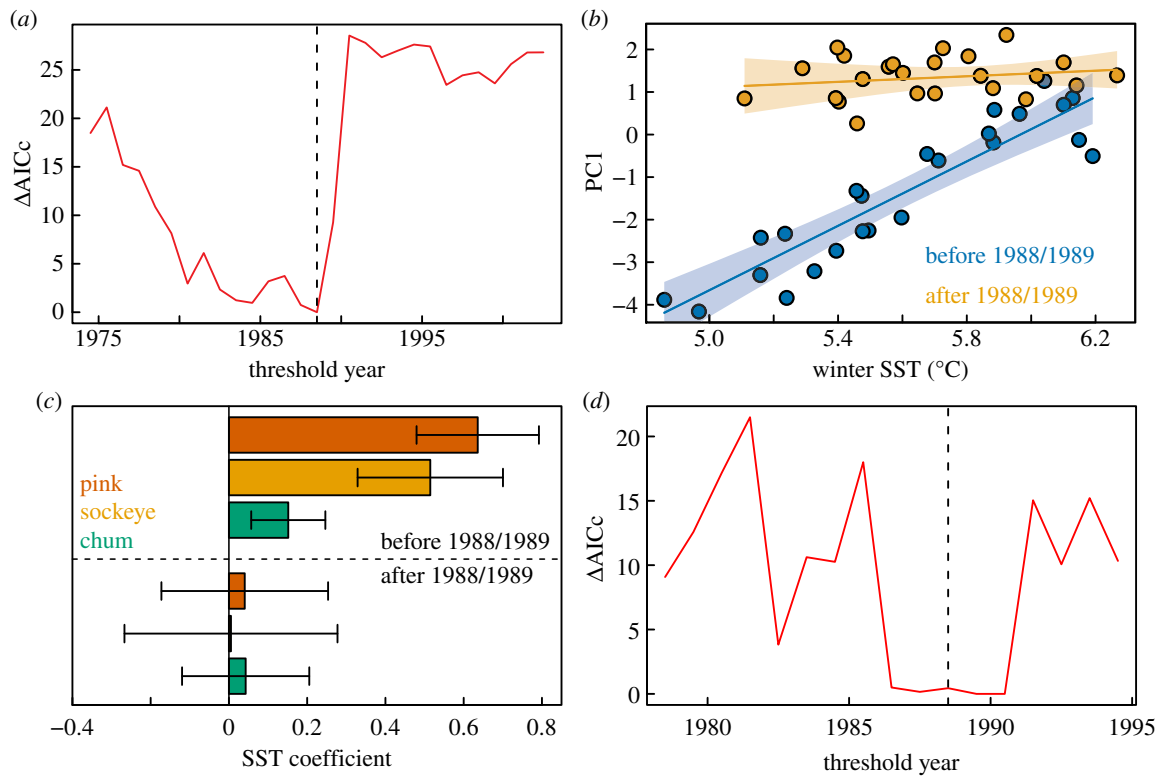 (a)
ΔAICc
25
20
15
10
5
0
1975
1985
1995
threshold year
(b)
PC1
2
1
0
−1
−2
−3
−4
before 1988/1989
after 1988/1989
5.0
5.4
5.8
6.2
winter SST (°C)
(c)
pink
sockeye
chum
before 1988/1989
after 1988/1989
−0.4
0
0.2
0.4
0.6
0.8
SST coefficient
(d)
ΔAICc
20
15
10
5
0
1980
1985
1990
1995
threshold year